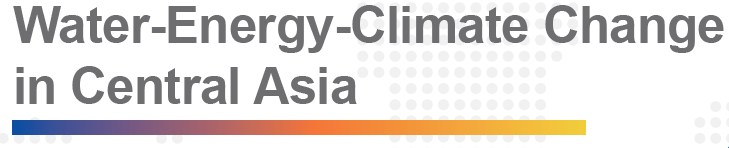 Water-Energy-Climate Change
in Central Asia